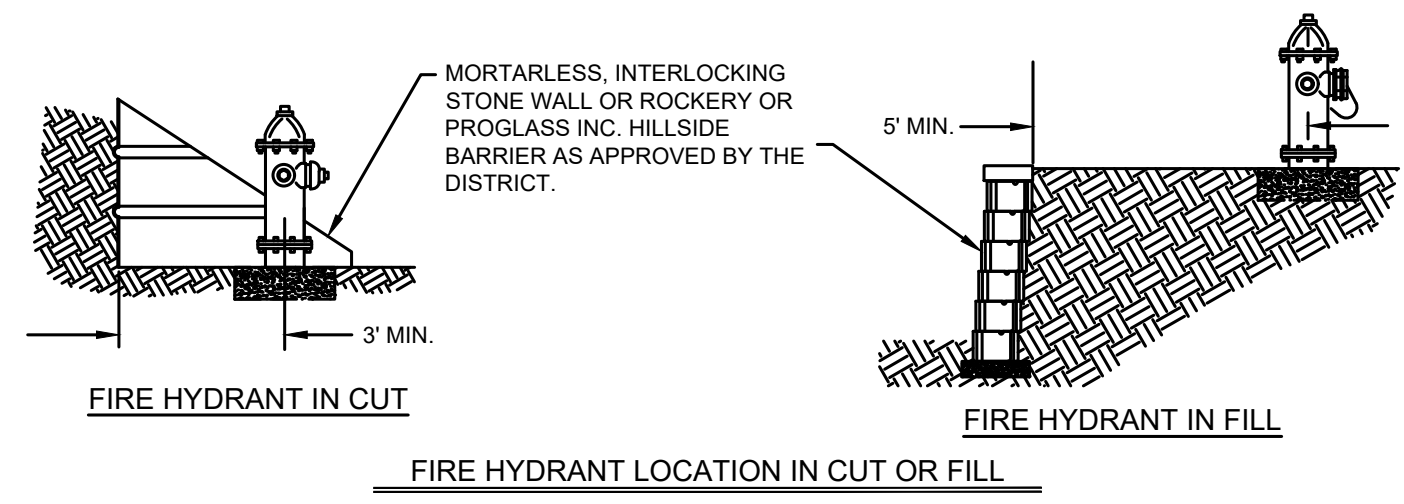 MORTARLESS, INTERLOCKING
STONE WALL OR ROCKERY OR
PROGLASS INC. HILLSIDE
BARRIER AS APPROVED BY THE
DISTRICT.
5' MIN.
3' MIN.
FIRE HYDRANT IN CUT
FIRE HYDRANT IN FILL
FIRE HYDRANT LOCATION IN CUT OR FILL